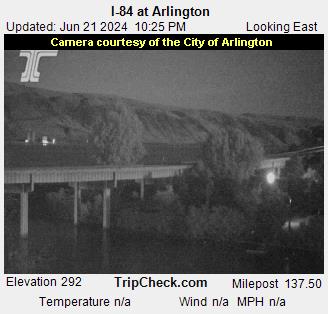 I-84 at Arlington
Updated: Jun 21 2024 10:25 PM Looking East
Camera courtesy of the City of Arlington
Elevation 292 TripCheck.com Milepost 137.50
Temperature n/a Wind n/a MPH n/a